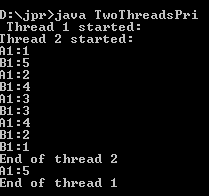 D:\jpr>java TwoThreadsPri
Thread 1 started:
Thread 2 started:
A1:1
B1:5
A1:2
B1:4
A1:3
B1:3
A1:4
B1:2
B1:1
End of thread 2
A1:5
End of thread 1